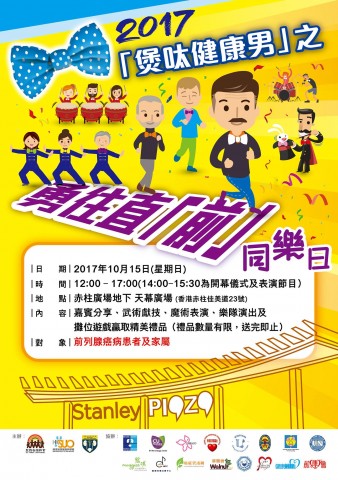 2017
「煲呔健康男」之
勇往直「前」
同樂日
日 期 2017年10月15日(星期日)
時 間 12:00 - 17:00(14:00-15:30為開幕儀式及表演節目)
地 點 赤柱廣場地下 天幕廣場 (香港赤柱佳美道23號)
內 容 嘉賓分享、武術獻技、魔術表演、樂隊演出及
攤位遊戲贏取精美禮品 (禮品數量有限，送完即止)
對 象 前列腺癌病患者及家屬
Stanley PlAZA
主辦：
協辦：